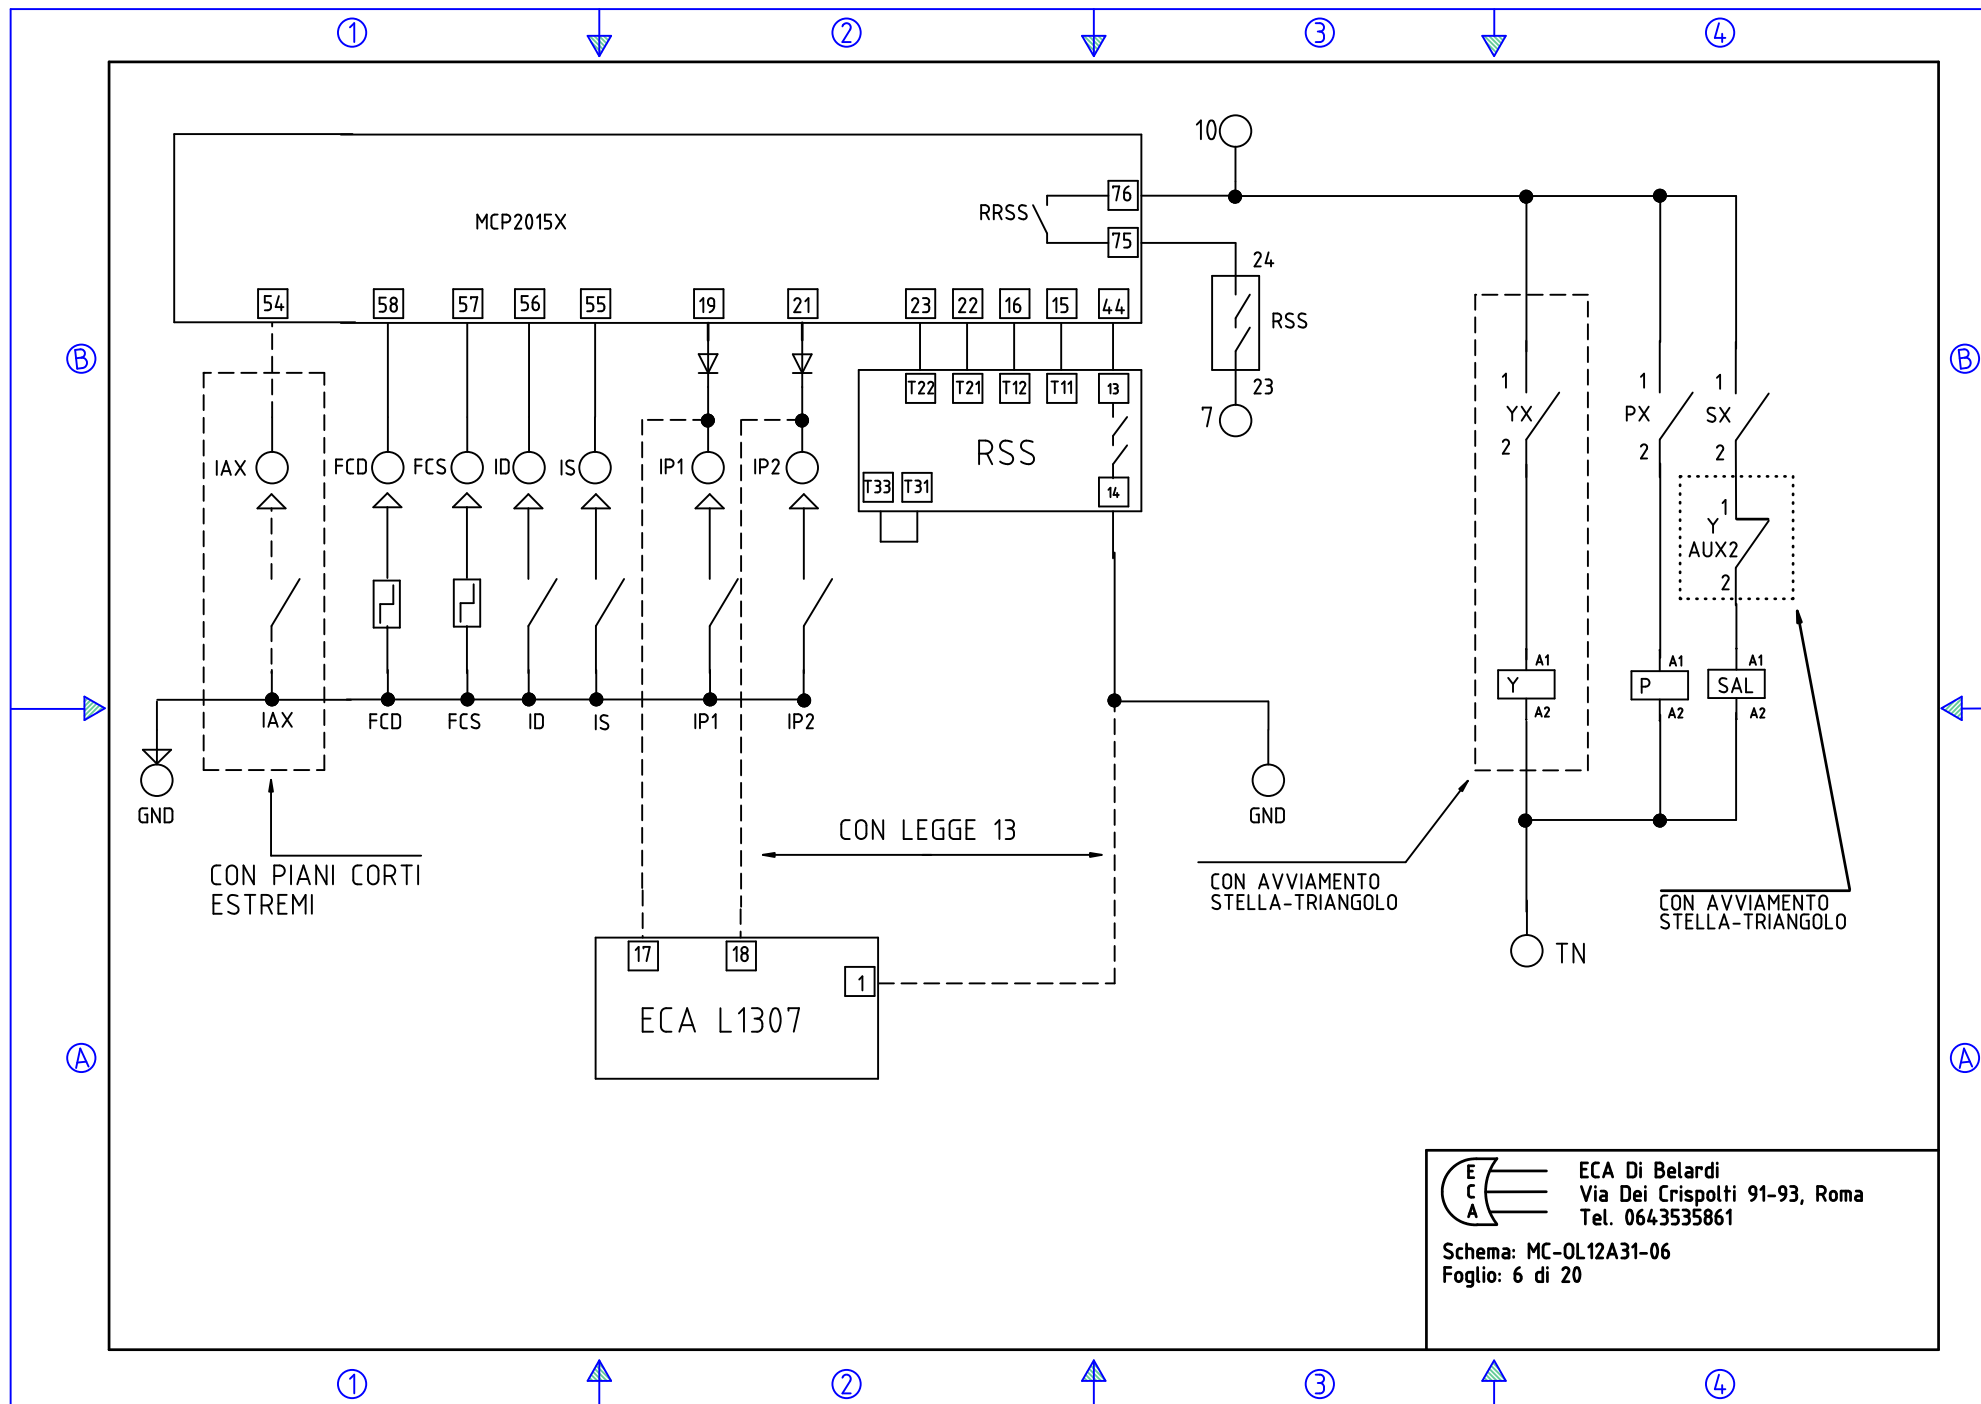 1 2 3 4
10
76
RRSS
MCP2015X
75
24
54 58 57 56 55 19 21 23 22 16 15 44
RSS
B B
T22 T21 T12 T11 13
23
7
1 1 1
YX PX SX
2 2 2
RSS
IAX FCD FCS ID IS IP1 IP2
T33 T31 14
1
Y
AUX2
2
A1 A1 A1
Y P SAL
A2 A2 A2
IAX FCD FCS ID IS IP1 IP2
GND GND
CON LEGGE 13
CON PIANI CORTI
ESTREMI
CON AVVIAMENTO
STELLA-TRIANGOLO
CON AVVIAMENTO
STELLA-TRIANGOLO
17 18
1
TN
ECA L1307
A A
E
C
A
ECA Di Belardi
Via Dei Crispolti 91-93, Roma
Tel. 0643535861
Schema: MC-OL12A31-06
Foglio: 6 di 20
1 2 3 4